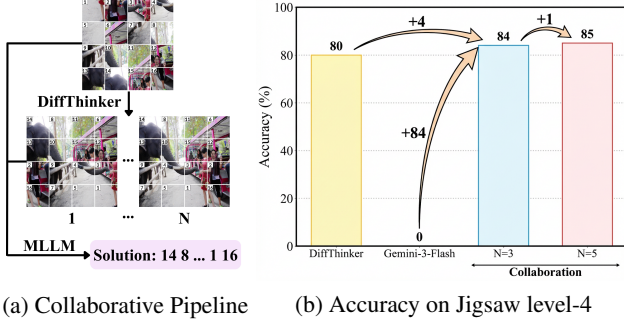 DiffThinker
...
1 ... N
MLLM
Solution: 14 8 ... 1 16
(a) Collaborative Pipeline
Accuracy (%)
100
80
60
40
20
0
80
+4
+84
0
84
+1
85
DiffThinker
Gemini-3-Flash
N=3
N=5
Collaboration
(b) Accuracy on Jigsaw level-4